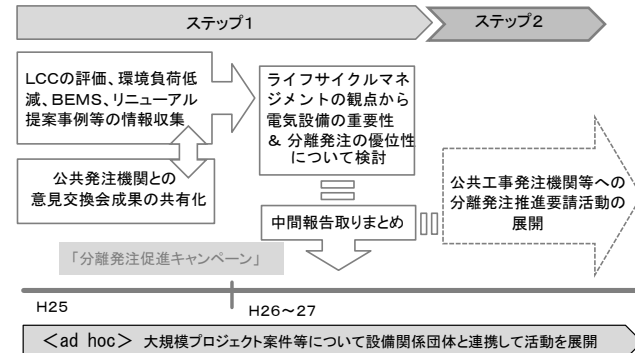 ステップ1
ステップ2
LCCの評価、環境負荷低
減、BEMS、リニューアル
提案事例等の情報収集
公共発注機関との
意見交換会成果の共有化
ライフサイクルマネ
ジメントの観点から
電気設備の重要性
& 分離発注の優位性
について検討
中間報告取りまとめ
公共工事発注機関等への
分離発注推進要請活動の
展開
「分離発注促進キャンペーン」
H25
H26~27
<ad hoc> 大規模プロジェクト案件等について設備関係団体と連携して活動を展開